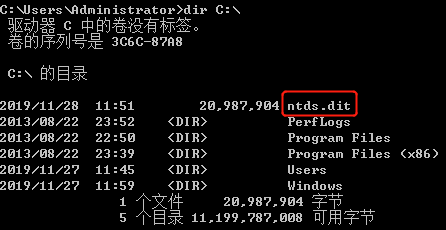 C:\Users\Administrator>dir C:\
驱动器 C 中的卷没有标签。
卷的序列号是 3C6C-87A8
C:\ 的目录
2019/11/28 11:51 20,987,904 ntds.dit
2013/08/22 23:52 <DIR> PerfLogs
2013/08/22 22:50 <DIR> Program Files
2013/08/22 23:39 <DIR> Program Files (x86)
2019/11/27 11:45 <DIR> Users
2019/11/27 11:59 <DIR> Windows
1 个文件 20,987,904 字节
5 个目录 11,199,787,008 可用字节